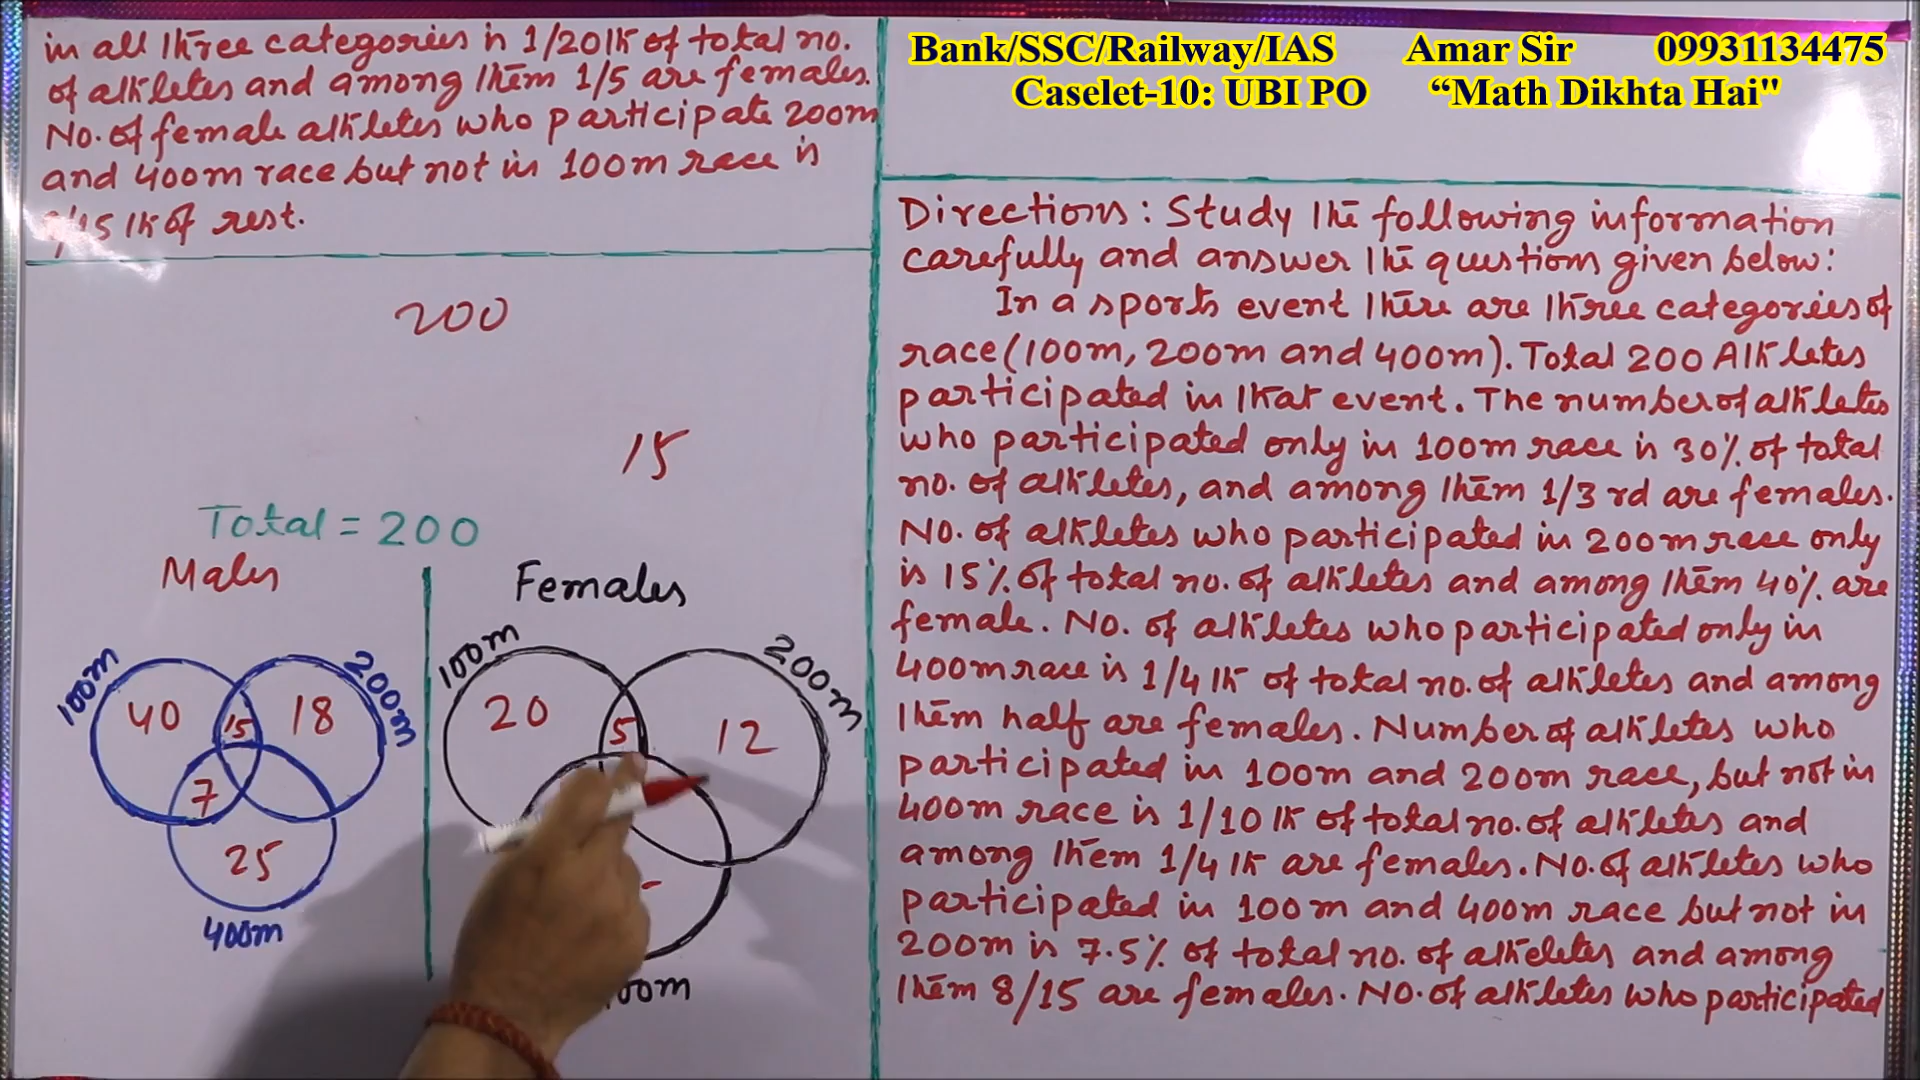 Bank/SSC/Railway/IAS Amar Sir 09931134475
Caselet-10: UBI PO “Math Dikhta Hai"
Directions: Study the following information
carefully and answer the questions given below:
In a sports event there are three categories of
race (100m, 200m and 400m). Total 200 Athletes
participated in that event. The number of athletes
who participated only in 100m race is 30% of total
no. of athletes, and among them 1/3 rd are females.
No. of athletes who participated in 200m race only
is 15% of total no. of athletes and among them 40% are
female. No. of athletes who participated only in
400m race is 1/4 th of total no. of athletes and among
them half are females. Number of athletes who
participated in 100m and 200m race, but not in
400m race is 1/10 th of total no. of athletes and
among them 1/4 th are females. No. of athletes who
participated in 100m and 400m race but not in
200m is 7.5% of total no. of atheletes and among
them 8/15 are females. No. of athletes who participated
in all three categories is 1/20 th of total no.
of athletes and among them 1/5 are females.
No. of female athletes who participate 200m
and 400m race but not in 100m race is
/15 th of rest.
200
15
Total = 200
Males
100m
200m
40
15
18
7
25
400m
Females
100m
200m
20
5
12
00m